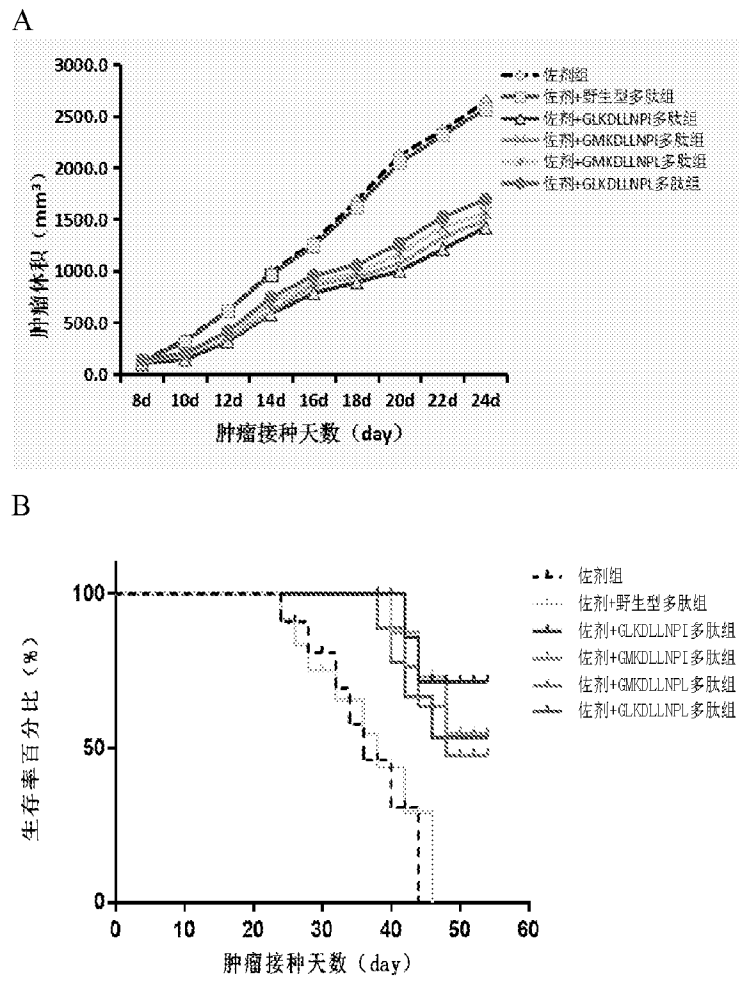 A
3000.0
2500.0
2000.0
1500.0
1000.0
500.0
0.0
肿瘤体积（mm³）
8d 10d 12d 14d 16d 18d 20d 22d 24d
肿瘤接种天数（day）
佐剂组
佐剂+野生型多肽组
佐剂+GLKDLLNPI多肽组
佐剂+GMKDLLNPI多肽组
佐剂+GMKDLLNPL多肽组
佐剂+GLKDLLNPL多肽组
B
100
50
0
生存率百分比（%）
0 10 20 30 40 50 60
肿瘤接种天数（day）
佐剂组
佐剂+野生型多肽组
佐剂+GLKDLLNPI多肽组
佐剂+GMKDLLNPI多肽组
佐剂+GMKDLLNPL多肽组
佐剂+GLKDLLNPL多肽组